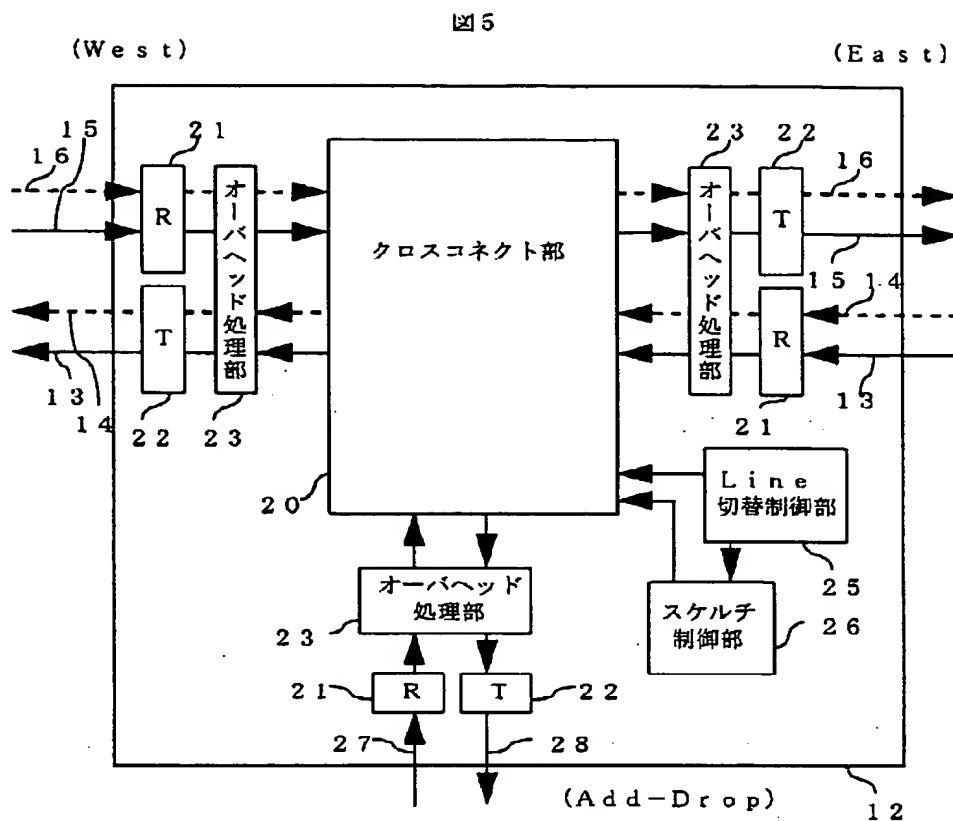 図5
(West)
(East)
15
21
16
23
22
16
R
オーバヘッド処理部
クロスコネクト部
オーバヘッド処理部
T
15
14
T
R
13
14
22
23
13
21
20
Line
切替制御部
25
オーバヘッド
処理部
23
スケルチ
制御部
26
21
R
T
22
27
28
(Add-Drop)
12